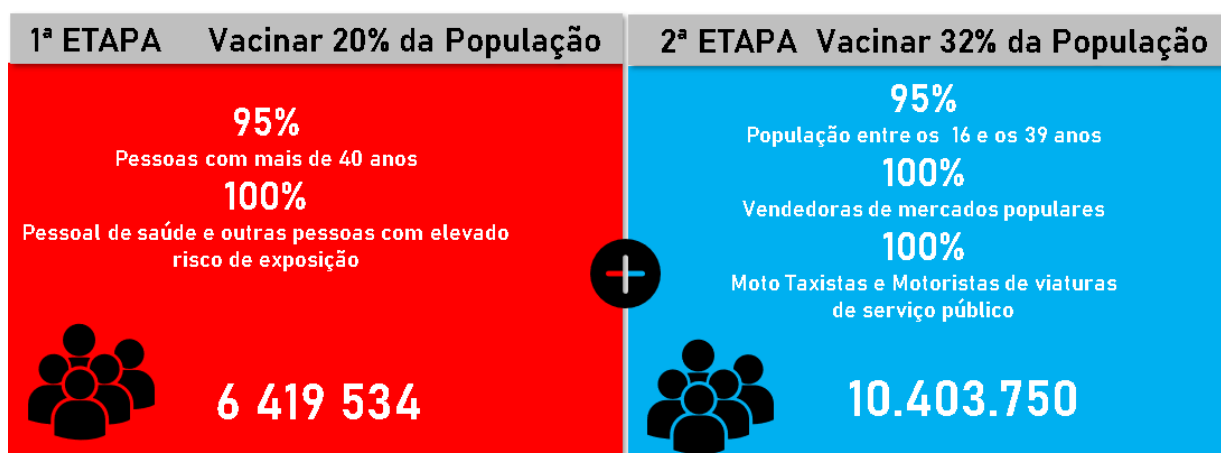 1ª ETAPA Vacinar 20% da População
95%
Pessoas com mais de 40 anos
100%
Pessoal de saúde e outras pessoas com elevado
risco de exposição
6 419 534
2ª ETAPA Vacinar 32% da População
95%
População entre os 16 e os 39 anos
100%
Vendedoras de mercados populares
100%
Moto Taxistas e Motoristas de viaturas
de serviço público
10.403.750